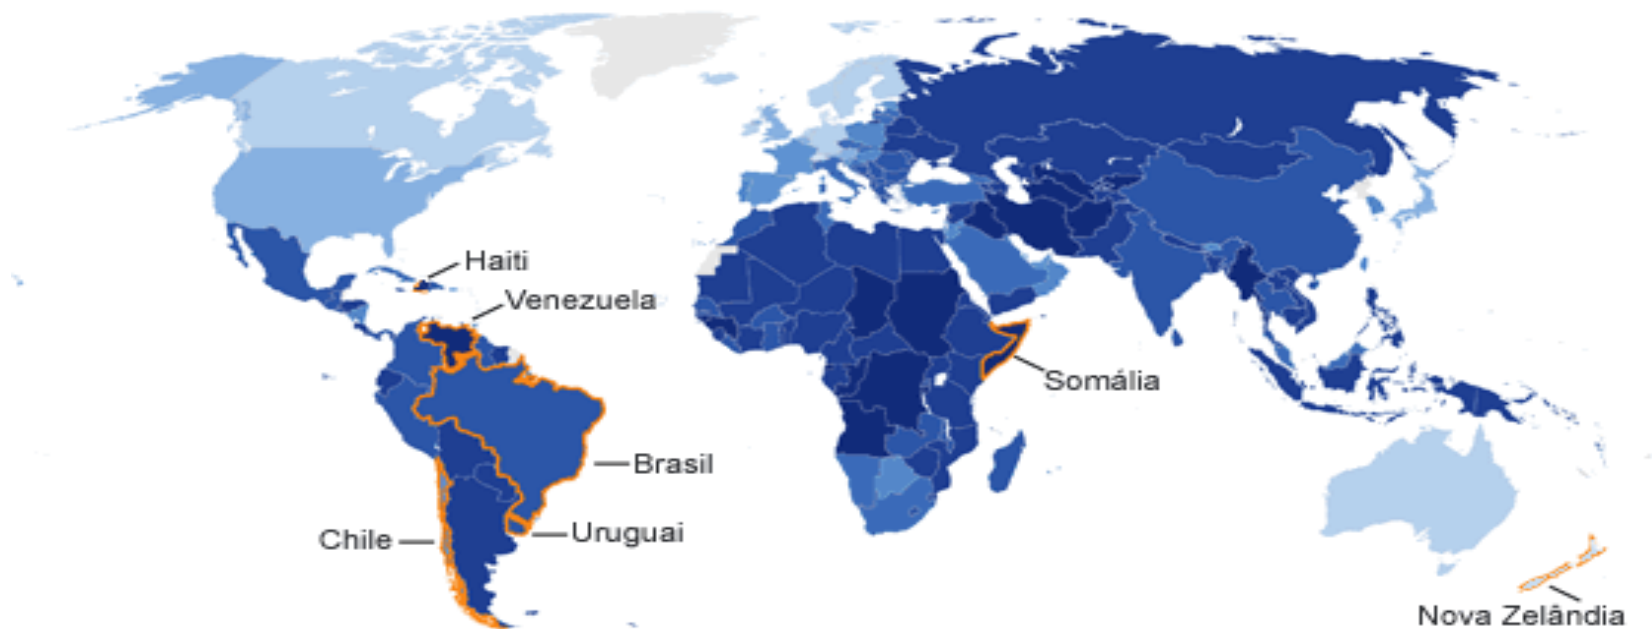 Haiti
Venezuela
Somália
Brasil
Uruguai
Chile
Nova Zelândia